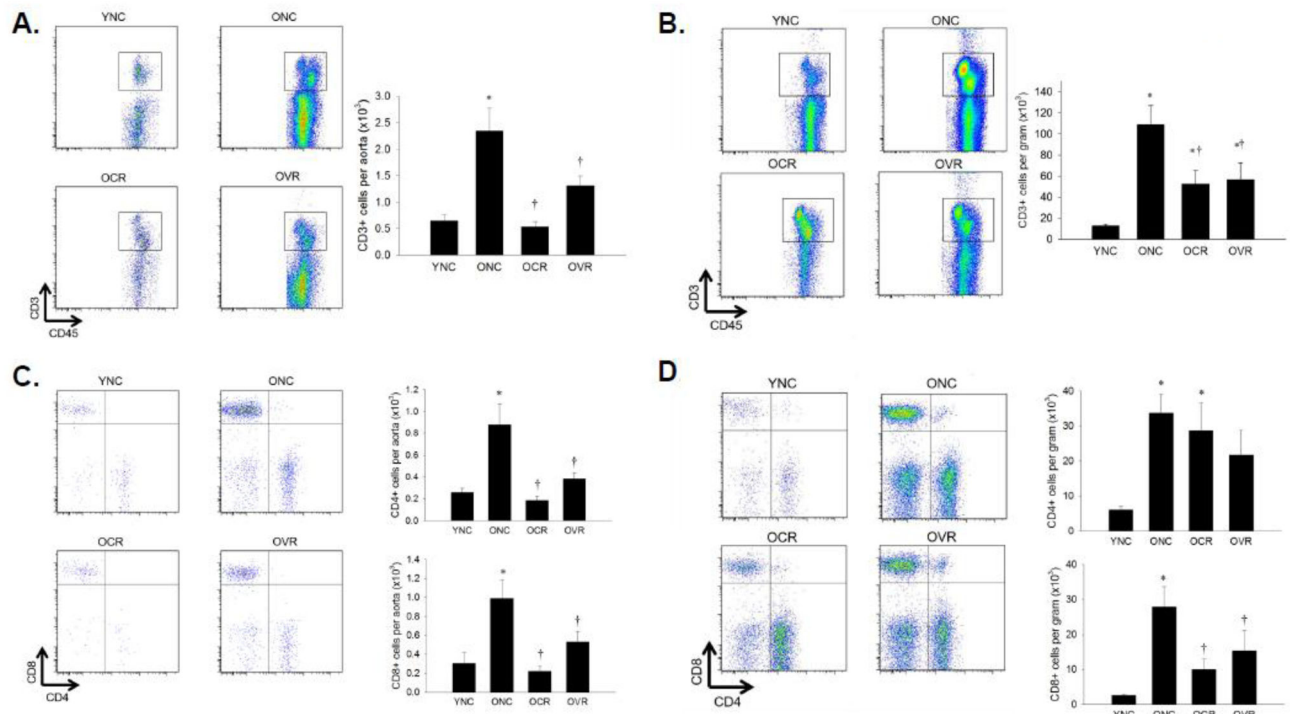 A.
YNC
ONC
OCR
OVR
CD3
CD45
CD3+ cells per aorta (x10³)
3.0
2.5
2.0
1.5
1.0
0.5
0.0
*
†
†
YNC ONC OCR OVR
B.
YNC
ONC
OCR
OVR
CD3
CD45
CD3+ cells per gram (x10³)
140
120
100
80
60
40
20
0
*
*†
*†
YNC ONC OCR OVR
C.
YNC
ONC
OCR
OVR
CD8
CD4
CD4+ cells per aorta (x10³)
1.2
1.0
0.8
0.6
0.4
0.2
0.0
*
†
†
YNC ONC OCR OVR
CD8+ cells per aorta (x10³)
1.4
1.2
1.0
0.8
0.6
0.4
0.2
0.0
*
†
†
YNC ONC OCR OVR
D.
YNC
ONC
OCR
OVR
CD8
CD4
CD4+ cells per gram (x10³)
40
30
20
10
0
*
*
YNC ONC OCR OVR
CD8+ cells per gram (x10³)
40
30
20
10
0
*
†
†
YNC ONC OCR OVR